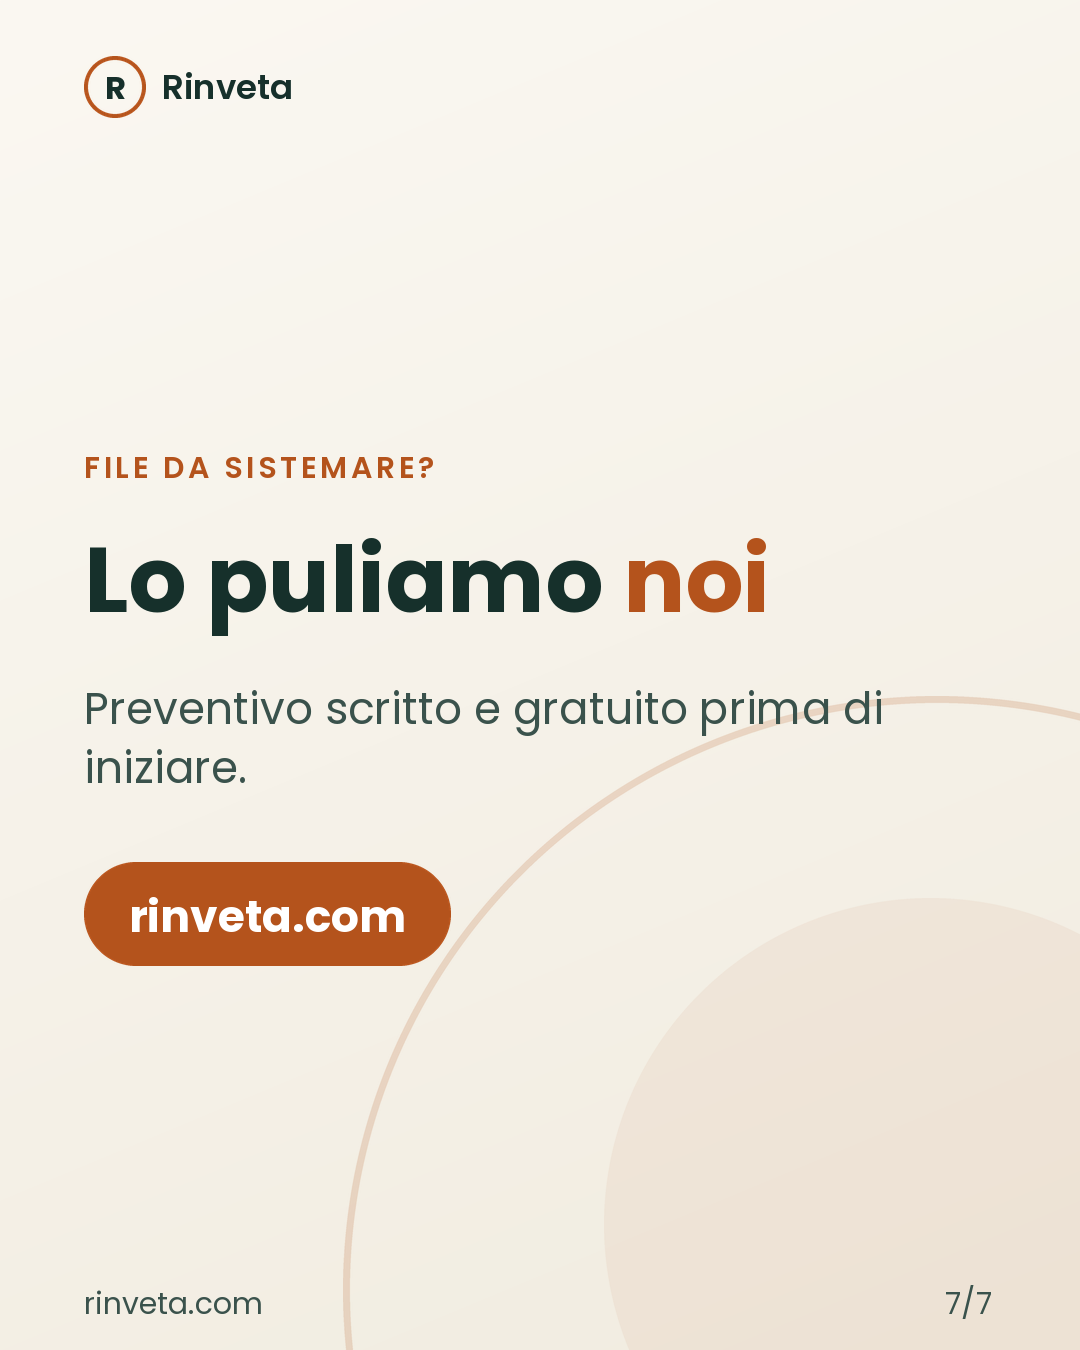 R Rinveta
FILE DA SISTEMARE?
Lo puliamo noi
Preventivo scritto e gratuito prima di
iniziare.
rinveta.com
rinveta.com 7/7